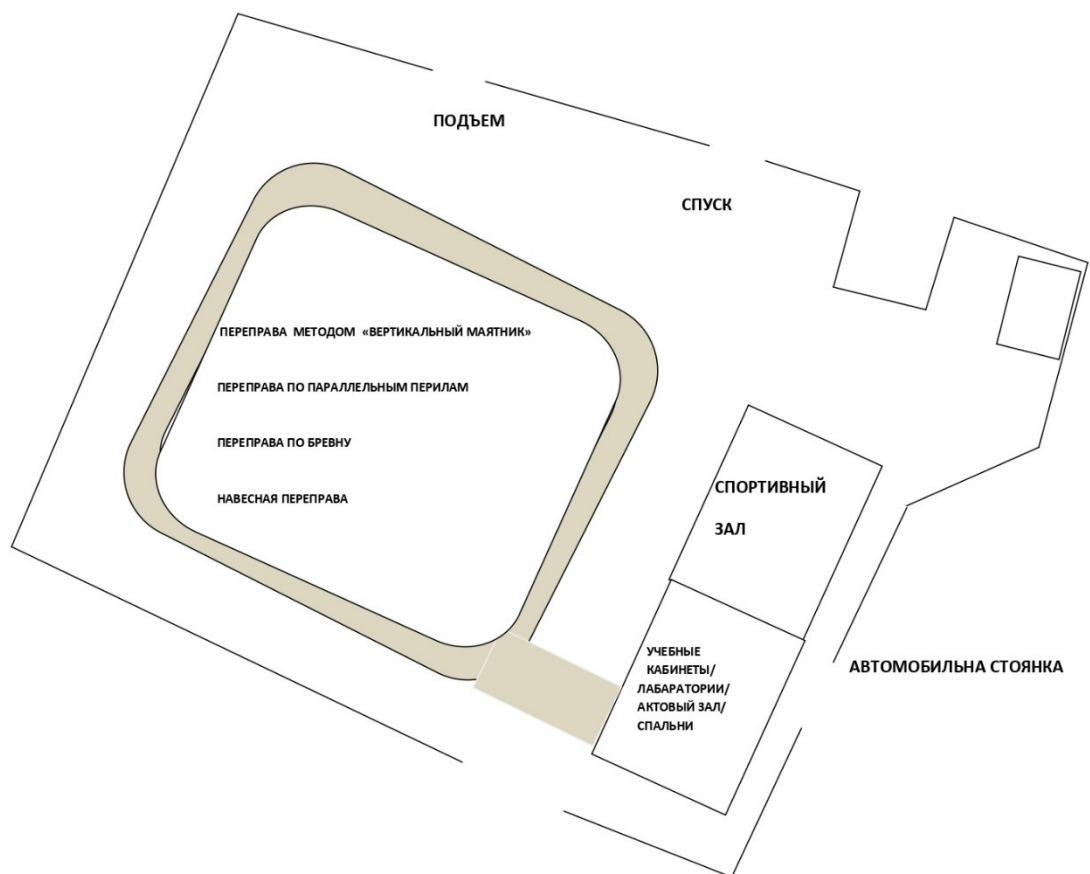 ПОДЪЕМ
СПУСК
ПЕРЕПРАВА МЕТОДОМ «ВЕРТИКАЛЬНЫЙ МАЯТНИК»
ПЕРЕПРАВА ПО ПАРАЛЛЕЛЬНЫМ ПЕРИЛАМ
ПЕРЕПРАВА ПО БРЕВНУ
НАВЕСНАЯ ПЕРЕПРАВА
СПОРТИВНЫЙ
ЗАЛ
УЧЕБНЫЕ
КАБИНЕТЫ/
ЛАБАРАТОРИИ/
АКТОВЫЙ ЗАЛ/
СПАЛЬНИ
АВТОМОБИЛЬНА СТОЯНКА